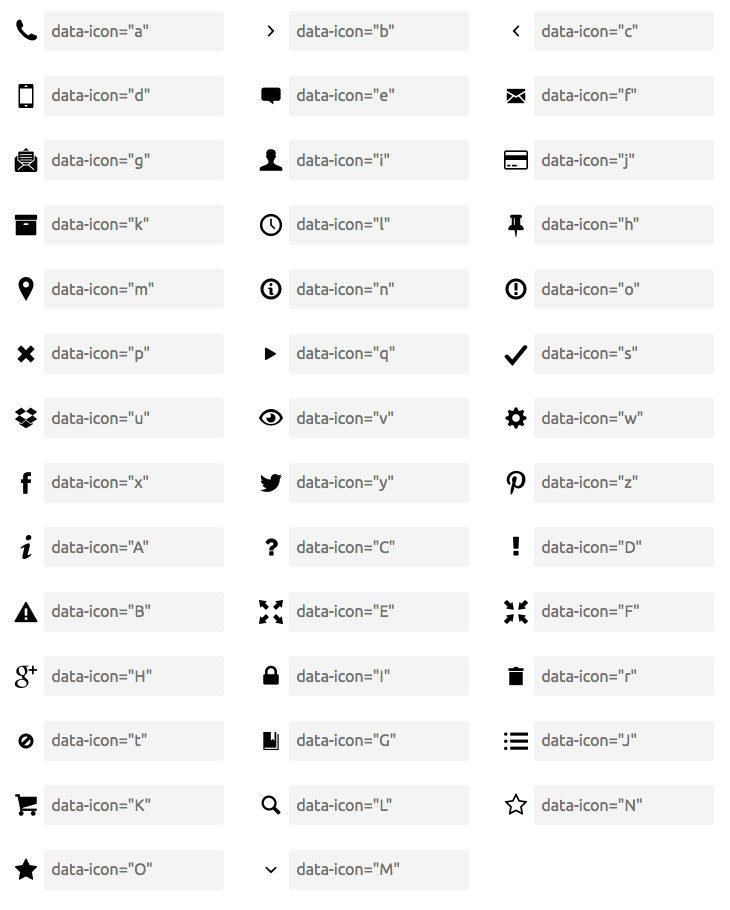 data-icon="a" data-icon="b" data-icon="c"
data-icon="d" data-icon="e" data-icon="f"
data-icon="g" data-icon="i" data-icon="j"
data-icon="k" data-icon="l" data-icon="h"
data-icon="m" data-icon="n" data-icon="o"
data-icon="p" data-icon="q" data-icon="s"
data-icon="u" data-icon="v" data-icon="w"
data-icon="x" data-icon="y" data-icon="z"
data-icon="A" data-icon="C" data-icon="D"
data-icon="B" data-icon="E" data-icon="F"
data-icon="H" data-icon="I" data-icon="r"
data-icon="t" data-icon="G" data-icon="J"
data-icon="K" data-icon="L" data-icon="N"
data-icon="O" data-icon="M"